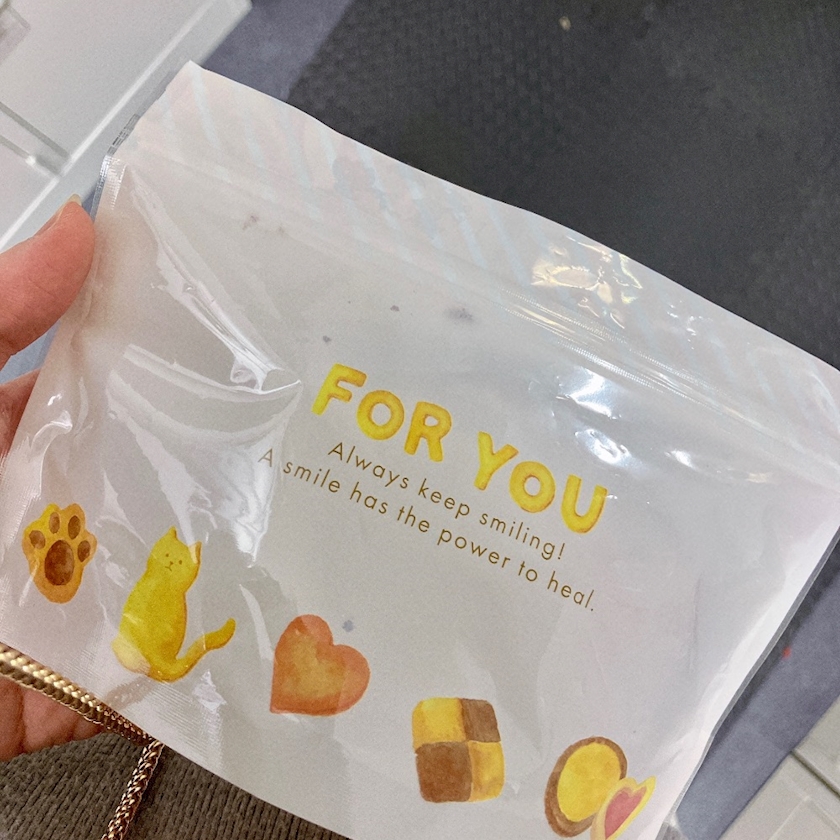 FOR YOU
Always keep smiling!
A smile has the power to heal.